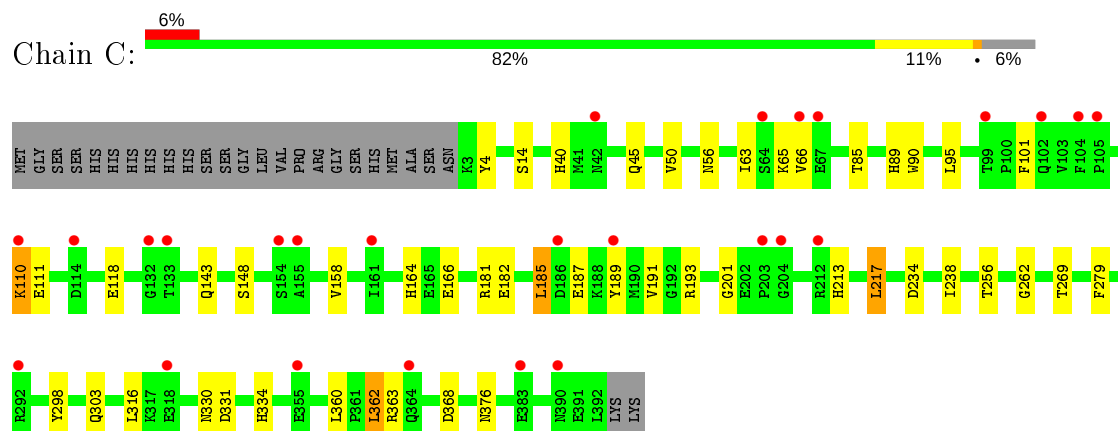 6%
Chain C:
82% 11% • 6%
MET GLY SER SER HIS HIS HIS HIS HIS HIS SER SER GLY LEU VAL PRO ARG GLY SER HIS MET ALA SER ASN K3 Y4 S14 H40 M41 N42 Q45 V50 N56 I63 S64 K65 V66 E67 T85 H89 W90 L95 T99 P100 F101 Q102 V103 F104 P105
K110 E111 D114 E118 G132 T133 Q143 S148 S154 A155 V158 I161 H164 E165 E166 R181 E182 L185 D186 E187 K188 Y189 M190 V191 G192 R193 G201 E202 P203 G204 R212 H213 L217 D234 I238 T256 G262 T269 F279
R292 Y298 Q303 L316 K317 E318 N330 D331 H334 E355 L360 P361 L362 R363 Q364 D368 N376 E383 N390 E391 L392 LYS LYS